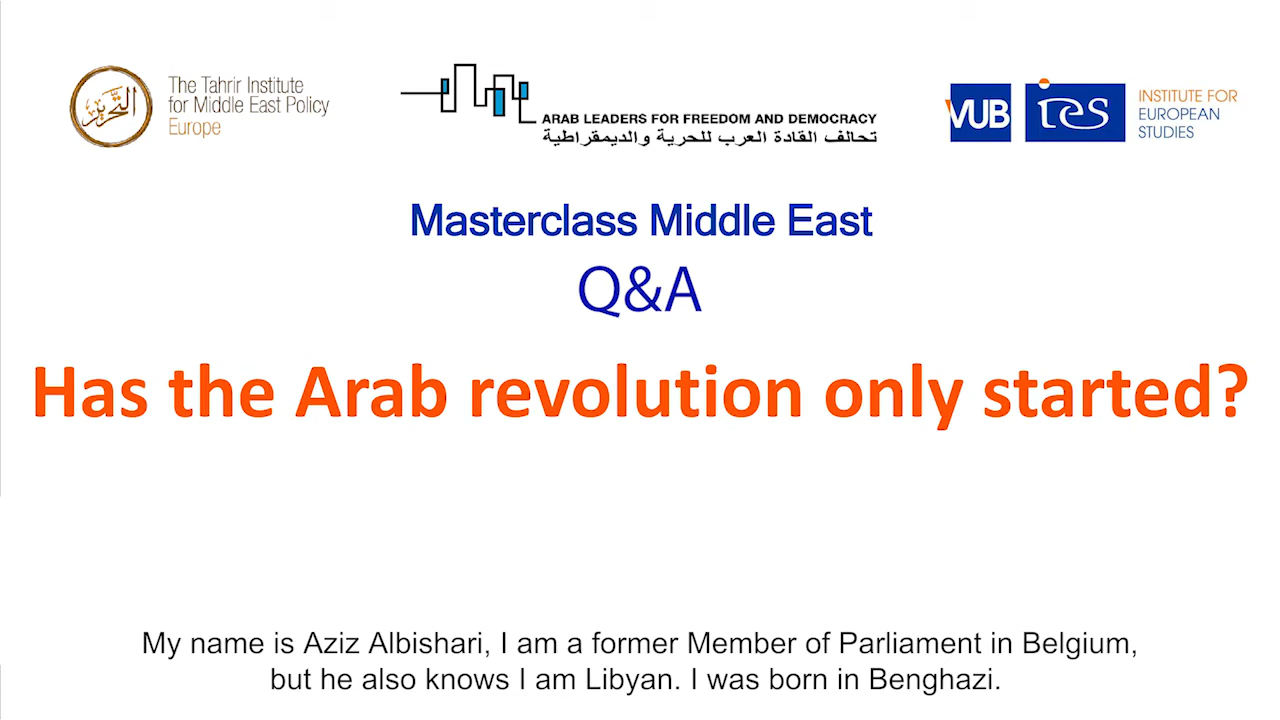 التحرير
The Tahrir Institute
for Middle East Policy
Europe
ARAB LEADERS FOR FREEDOM AND DEMOCRACY
تحالف القادة العرب للحرية والديمقراطية
VUB
ies
INSTITUTE FOR
EUROPEAN
STUDIES
Masterclass Middle East
Q&A
Has the Arab revolution only started?
My name is Aziz Albishari, I am a former Member of Parliament in Belgium,
but he also knows I am Libyan. I was born in Benghazi.